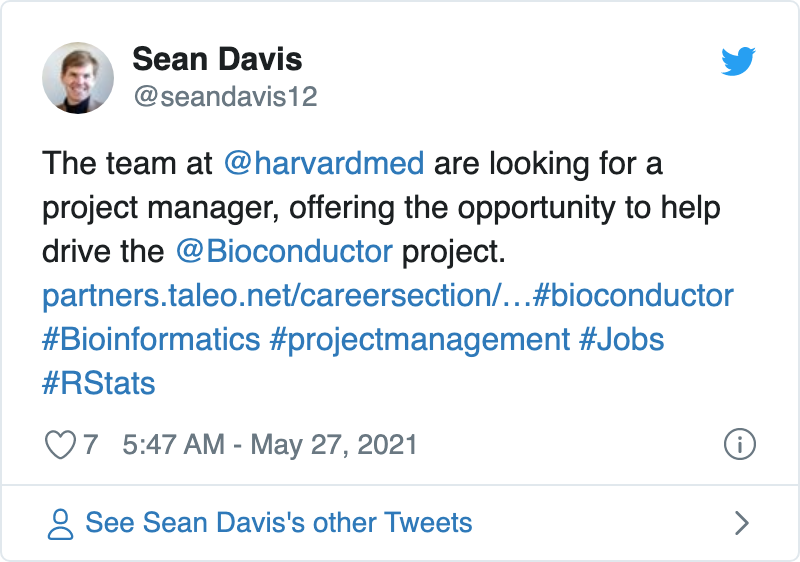 Sean Davis
@seandavis12
The team at @harvardmed are looking for a
project manager, offering the opportunity to help
drive the @Bioconductor project.
partners.taleo.net/careersection/…#bioconductor
#Bioinformatics #projectmanagement #Jobs
#RStats
7 5:47 AM - May 27, 2021
See Sean Davis's other Tweets